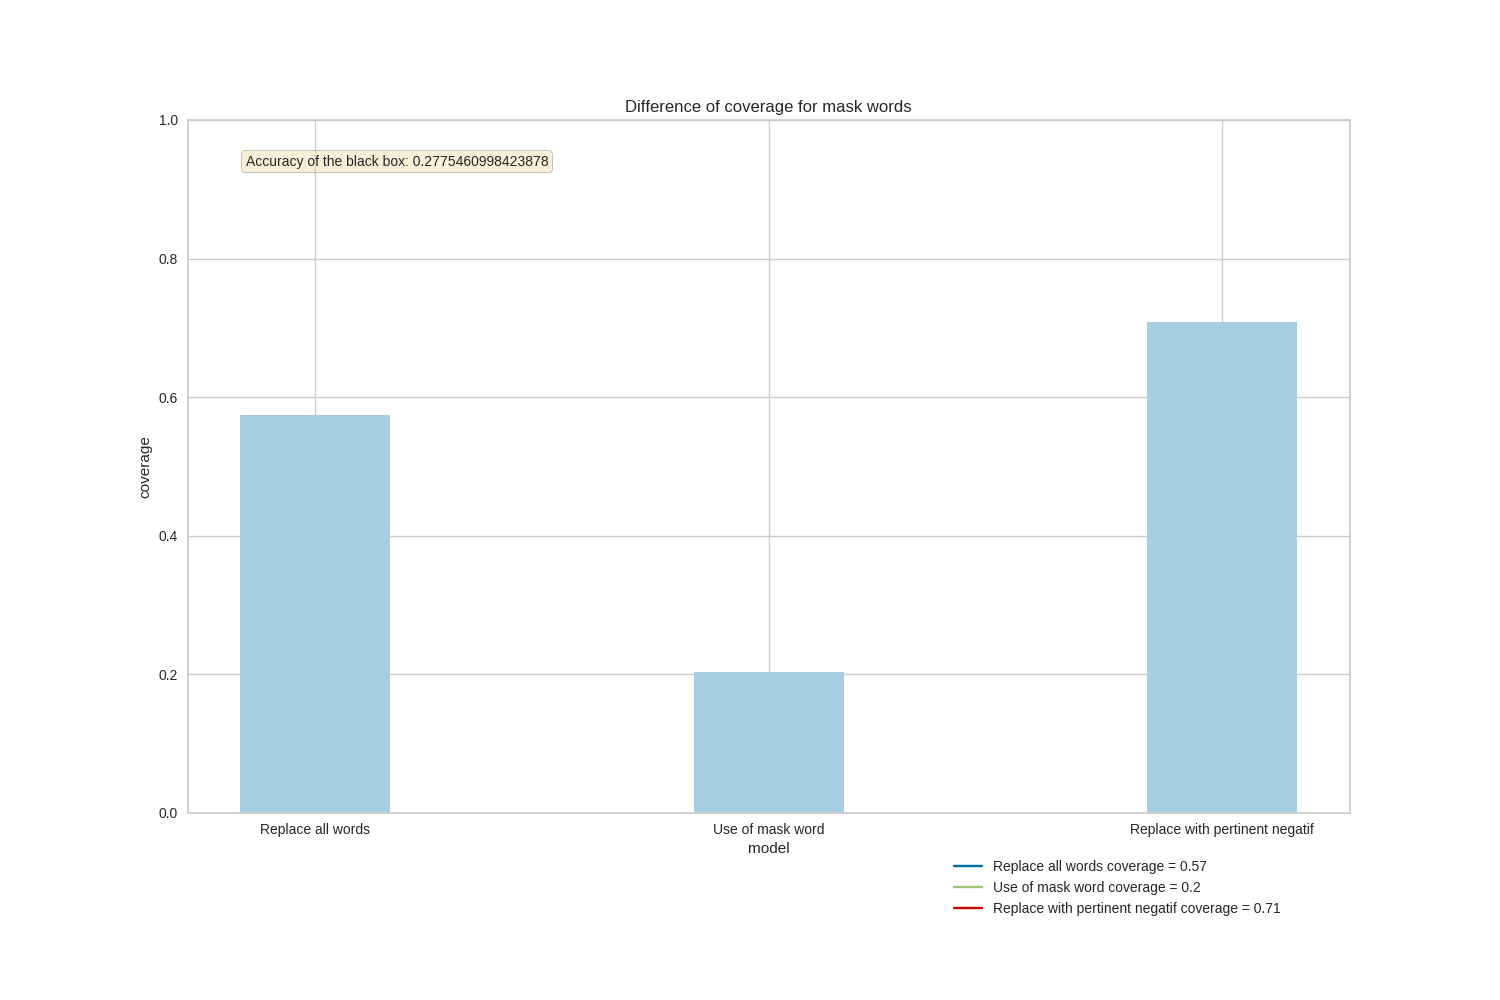 Difference of coverage for mask words
1.0
Accuracy of the black box: 0.2775460998423878
0.8
0.6
coverage
0.4
0.2
0.0
Replace all words
Use of mask word
Replace with pertinent negatif
model
Replace all words coverage = 0.57
Use of mask word coverage = 0.2
Replace with pertinent negatif coverage = 0.71